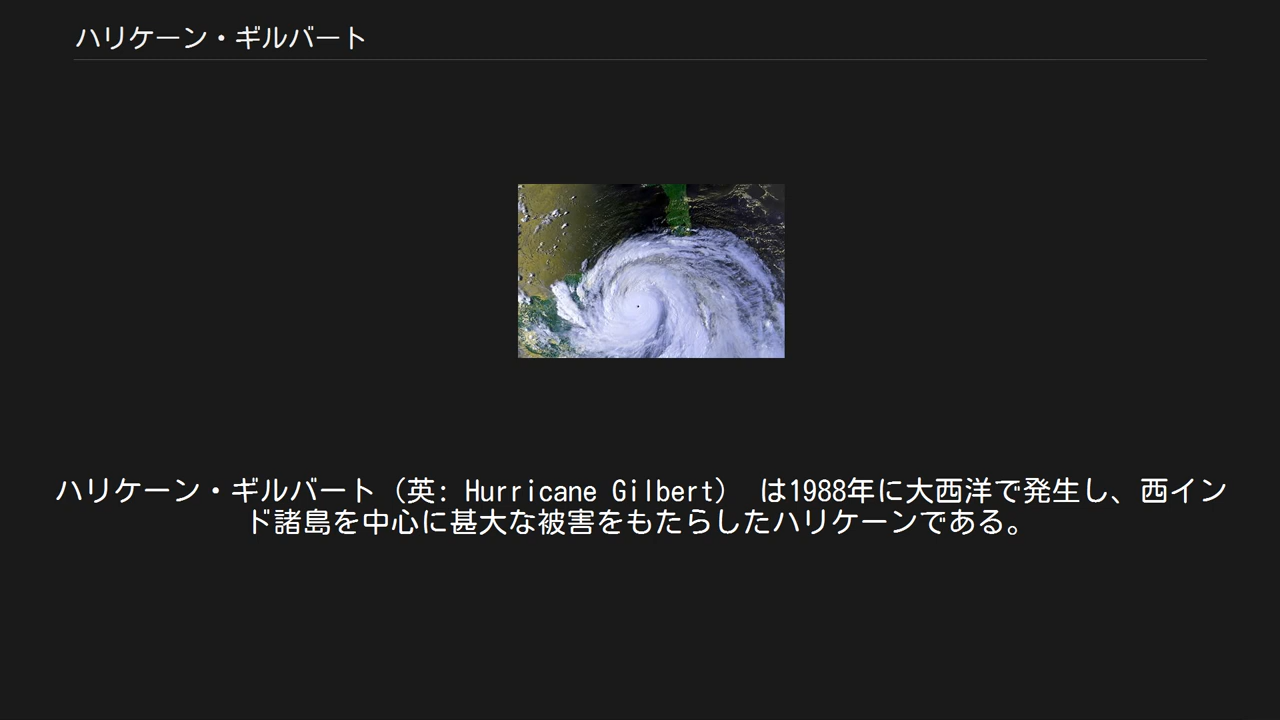 ハリケーン・ギルバート
ハリケーン・ギルバート（英: Hurricane Gilbert） は1988年に大西洋で発生し、西イン
ド諸島を中心に甚大な被害をもたらしたハリケーンである。